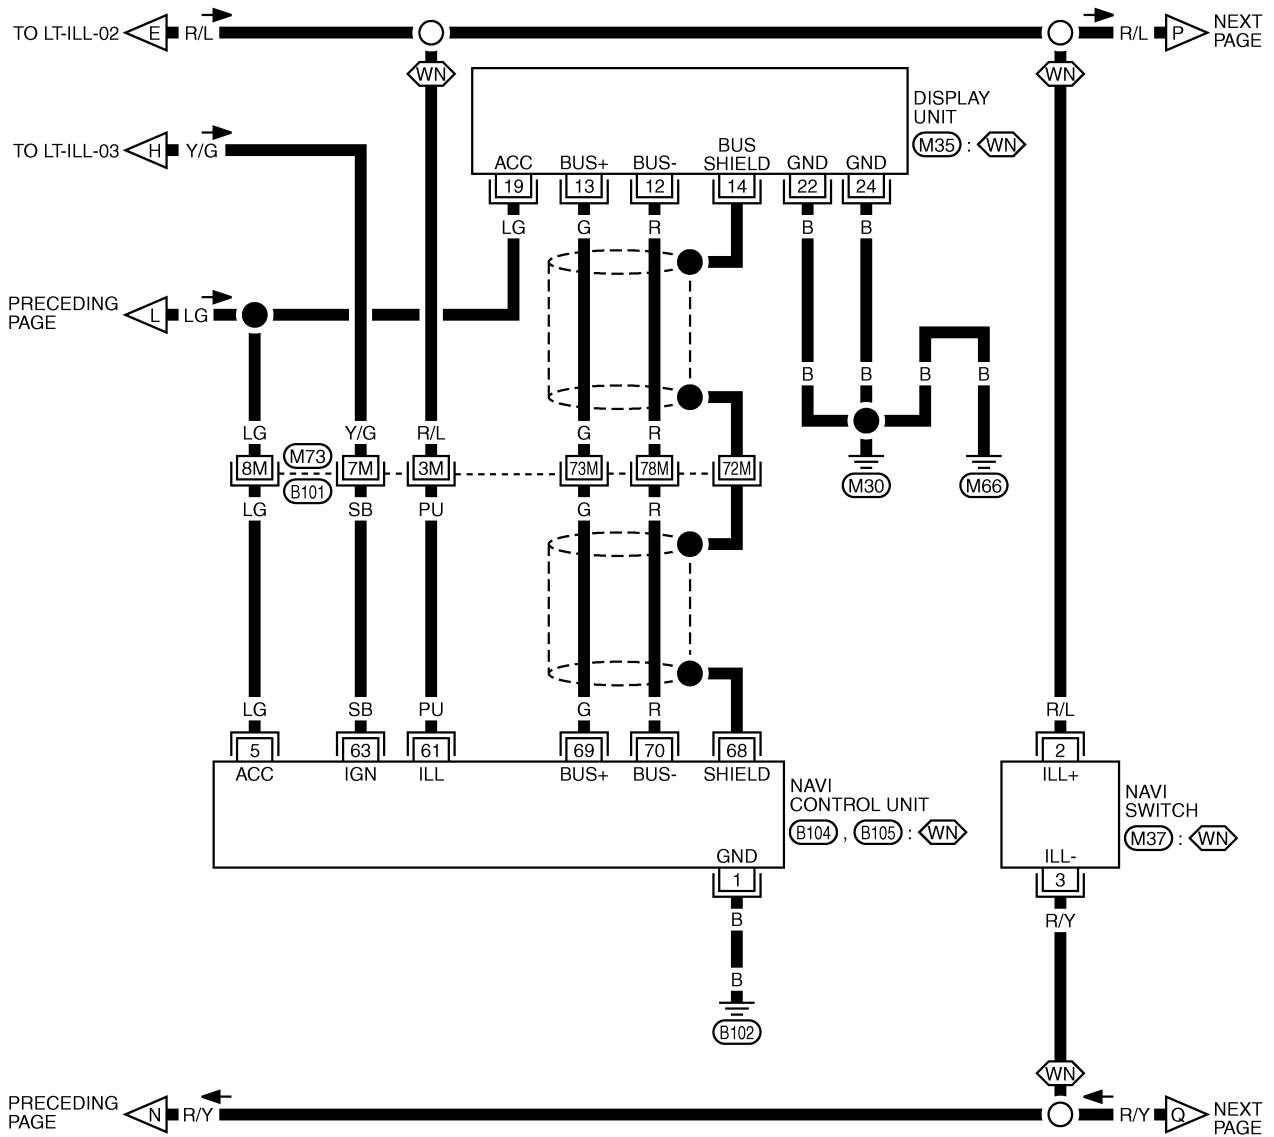 TO LT-ILL-02 E R/L R/L P NEXT
PAGE
WN WN
DISPLAY
UNIT
M35 : WN
TO LT-ILL-03 H Y/G
ACC BUS+ BUS- BUS
SHIELD GND GND
19 13 12 14 22 24
LG G R B B
PRECEDING
PAGE L LG
B B B B
LG Y/G R/L G R
8M M73 7M 3M 73M 78M 72M
B101
M30 M66
LG SB PU G R
LG SB PU G R R/L
5 63 61 69 70 68 2
ACC IGN ILL BUS+ BUS- SHIELD ILL+
NAVI
CONTROL UNIT
B104 , B105 : WN
NAVI
SWITCH
M37 : WN
GND ILL-
1 3
B R/Y
B
B102
WN
PRECEDING
PAGE N R/Y R/Y Q NEXT
PAGE